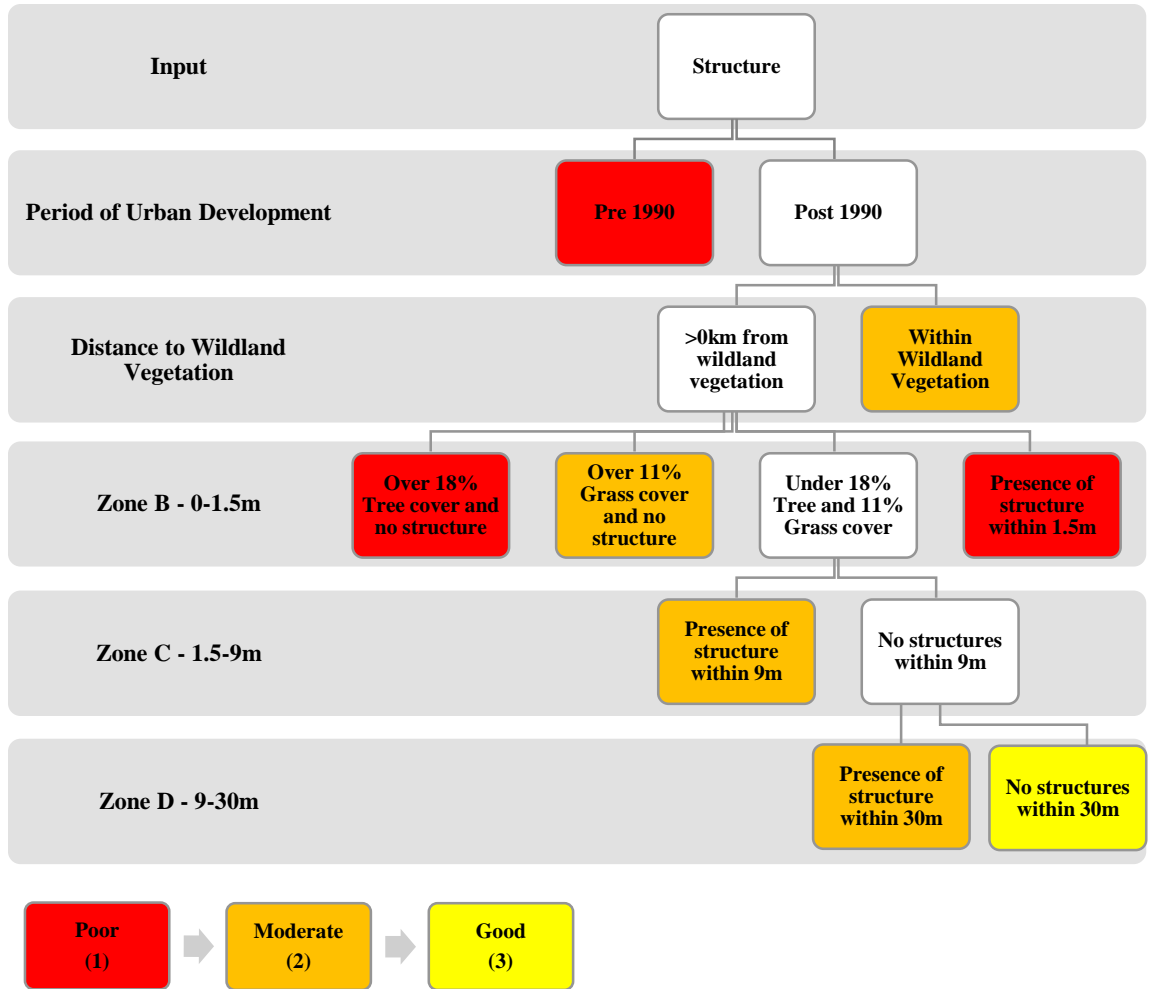 Input
Structure
Period of Urban Development
Pre 1990
Post 1990
Distance to Wildland
Vegetation
>0km from
wildland
vegetation
Within
Wildland
Vegetation
Zone B - 0-1.5m
Over 18%
Tree cover and
no structure
Over 11%
Grass cover
and no
structure
Under 18%
Tree and 11%
Grass cover
Presence of
structure
within 1.5m
Zone C - 1.5-9m
Presence of
structure
within 9m
No structures
within 9m
Zone D - 9-30m
Presence of
structure
within 30m
No structures
within 30m
Poor
(1)
Moderate
(2)
Good
(3)